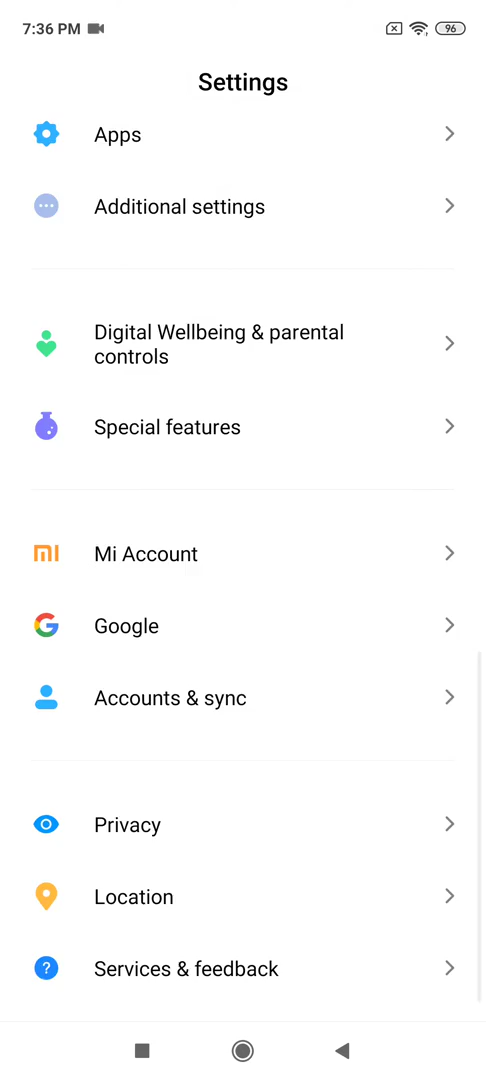 7:36 PM
96
Settings
Apps
Additional settings
Digital Wellbeing & parental
controls
Special features
Mi Account
Google
Accounts & sync
Privacy
Location
Services & feedback